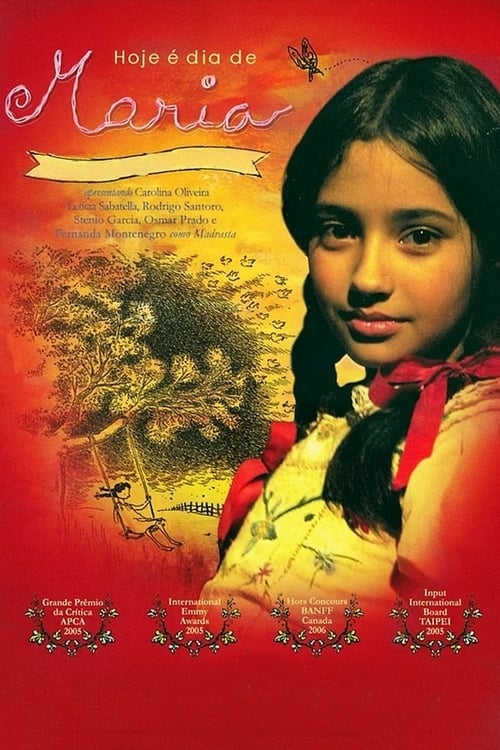 Hoje é dia de
Maria
apresentando Carolina Oliveira
Letícia Sabatella, Rodrigo Santoro,
Stenio Garcia, Osmar Prado e
Fernanda Montenegro como Madrasta
Grande Prêmio
da Crítica
APCA
2005
International
Emmy
Awards
2005
Hors Concours
BANFF
Canada
2006
Input
International
Board
TAIPEI
2005